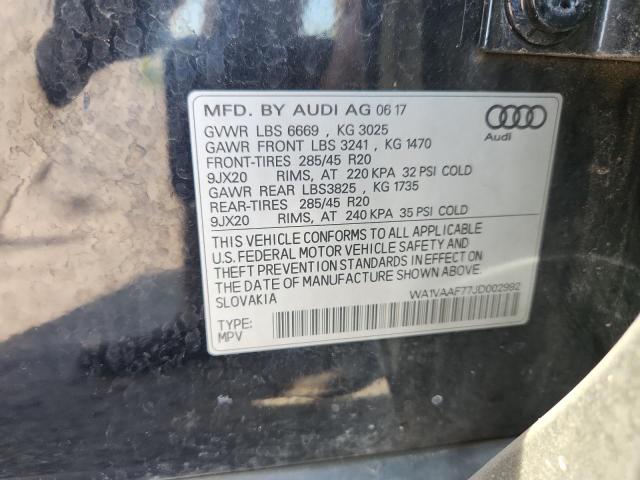 MFD. BY AUDI AG 06 17
GVWR LBS 6669 , KG 3025
GAWR FRONT LBS 3241 , KG 1470
FRONT-TIRES 285/45 R20
9JX20 RIMS, AT 220 KPA 32 PSI COLD
GAWR REAR LBS3825 , KG 1735
REAR-TIRES 285/45 R20
9JX20 RIMS, AT 240 KPA 35 PSI COLD
Audi
THIS VEHICLE CONFORMS TO ALL APPLICABLE
U.S. FEDERAL MOTOR VEHICLE SAFETY AND
THEFT PREVENTION STANDARDS IN EFFECT ON
THE DATE OF MANUFACTURE SHOWN ABOVE.
SLOVAKIA
WA1VAAF77JD002992
TYPE:
MPV